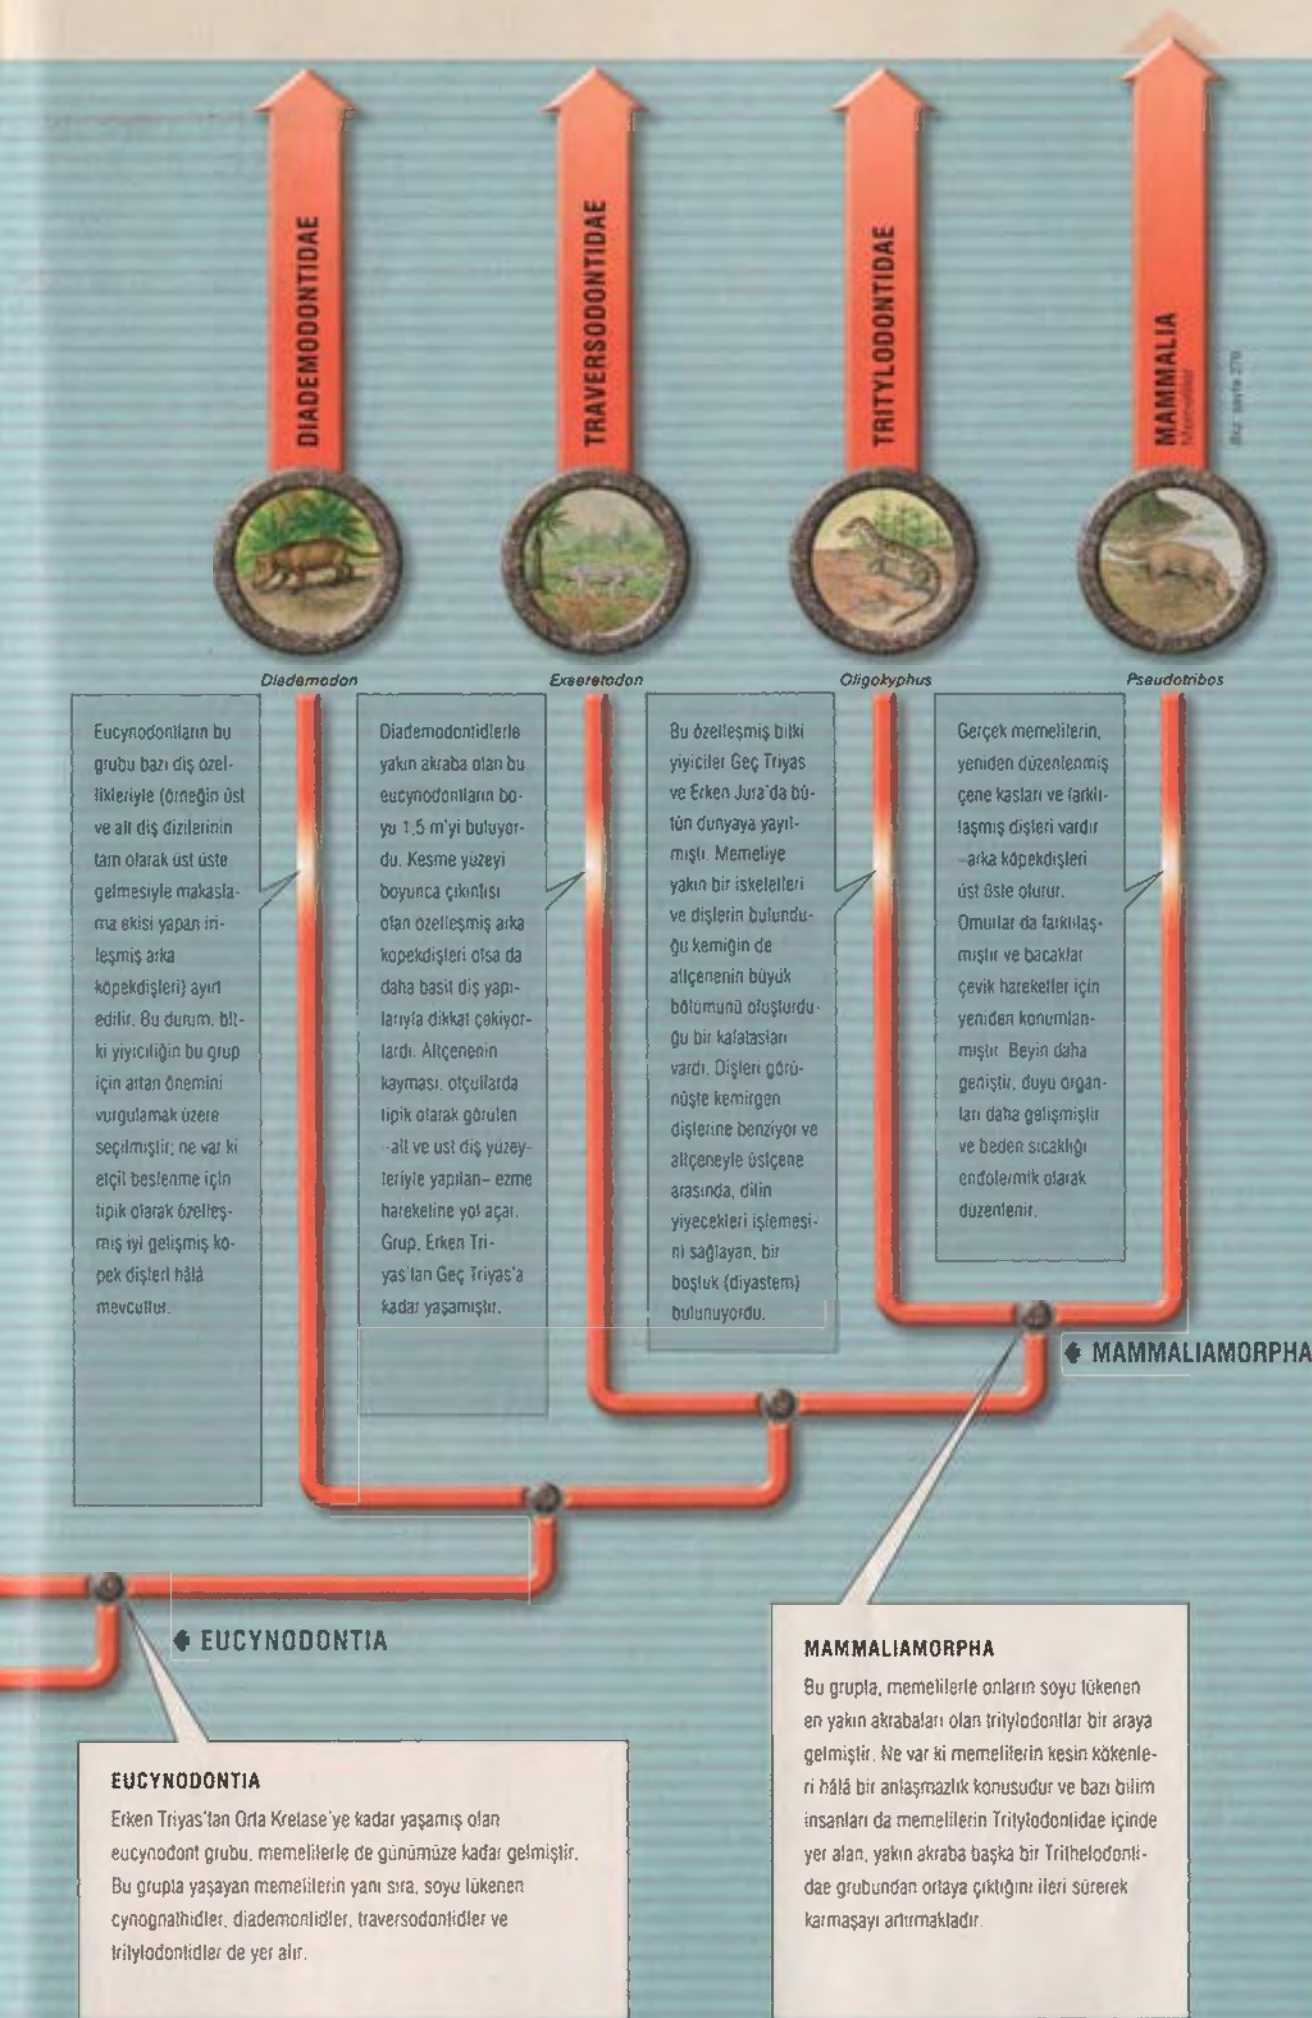 DIADEMODONTIDAE
TRAVERSODONTIDAE
TRITYLODONTIDAE
MAMMALIA
Memeliler
Bkz. sayfa 276
Diademodon
Exaeretodon
Oligokyphus
Pseudotribos
Eucynodontların bu
grubu bazı diş özel-
likleriyle (örneğin üst
ve alt diş dizilerinin
tam olarak üst üste
gelmesiyle makasla-
ma ekisi yapan iri-
leşmiş arka
köpekdişleri) ayırt
edilir. Bu durum, bit-
ki yiyiciliğin bu grup
için artan önemini
vurgulamak üzere
seçilmiştir; ne var ki
etçil beslenme için
tipik olarak özelleş-
miş iyi gelişmiş kö-
pek dişleri hâlâ
mevcuttur.
Diademodontidlerle
yakın akraba olan bu
eucynodontların bo-
yu 1,5 m'yi buluyor-
du. Kesme yüzeyi
boyunca çıkıntısı
olan özelleşmiş arka
köpekdişleri olsa da
daha basit diş yapı-
larıyla dikkat çekiyor-
lardı. Altçenenin
kayması, otçullarda
tipik olarak görülen
–alt ve üst diş yüzey-
leriyle yapılan– ezme
hareketine yol açar.
Grup, Erken Tri-
yas'tan Geç Triyas'a
kadar yaşamıştır.
Bu özelleşmiş bitki
yiyiciler Geç Triyas
ve Erken Jura'da bü-
tün dünyaya yayıl-
mıştı. Memeliye
yakın bir iskeletleri
ve dişlerin bulundu-
ğu kemiğin de
altçenenin büyük
bölümünü oluşturdu-
ğu bir kafatasları
vardı. Dişleri görü-
nüşte kemirgen
dişlerine benziyor ve
altçeneyle üstçene
arasında, dilin
yiyecekleri işlemesi-
ni sağlayan, bir
boşluk (diyastem)
bulunuyordu.
Gerçek memelilerin,
yeniden düzenlenmiş
çene kasları ve farklı-
laşmış dişleri vardır
–arka köpekdişleri
üst üste oturur.
Omurlar da farklılaş-
mıştır ve bacaklar
çevik hareketler için
yeniden konumlan-
mıştır. Beyin daha
geniştir, duyu organ-
ları daha gelişmiştir
ve beden sıcaklığı
endotermik olarak
düzenlenir.
MAMMALIAMORPHA
EUCYNODONTIA
MAMMALIAMORPHA
Bu grupta, memelilerle onların soyu tükenen
en yakın akrabaları olan tritylodontlar bir araya
gelmiştir. Ne var ki memelilerin kesin kökenle-
ri hâlâ bir anlaşmazlık konusudur ve bazı bilim
insanları da memelilerin Tritylodontidae içinde
yer alan, yakın akraba başka bir Trithelodonti-
dae grubundan ortaya çıktığını ileri sürerek
karmaşayı artırmaktadır.
EUCYNODONTIA
Erken Triyas'tan Orta Kretase'ye kadar yaşamış olan
eucynodont grubu, memelilerle de günümüze kadar gelmiştir.
Bu grupta yaşayan memelilerin yanı sıra, soyu tükenen
cynognathidler, diademontidler, traversodontidler ve
tritylodontidler de yer alır.